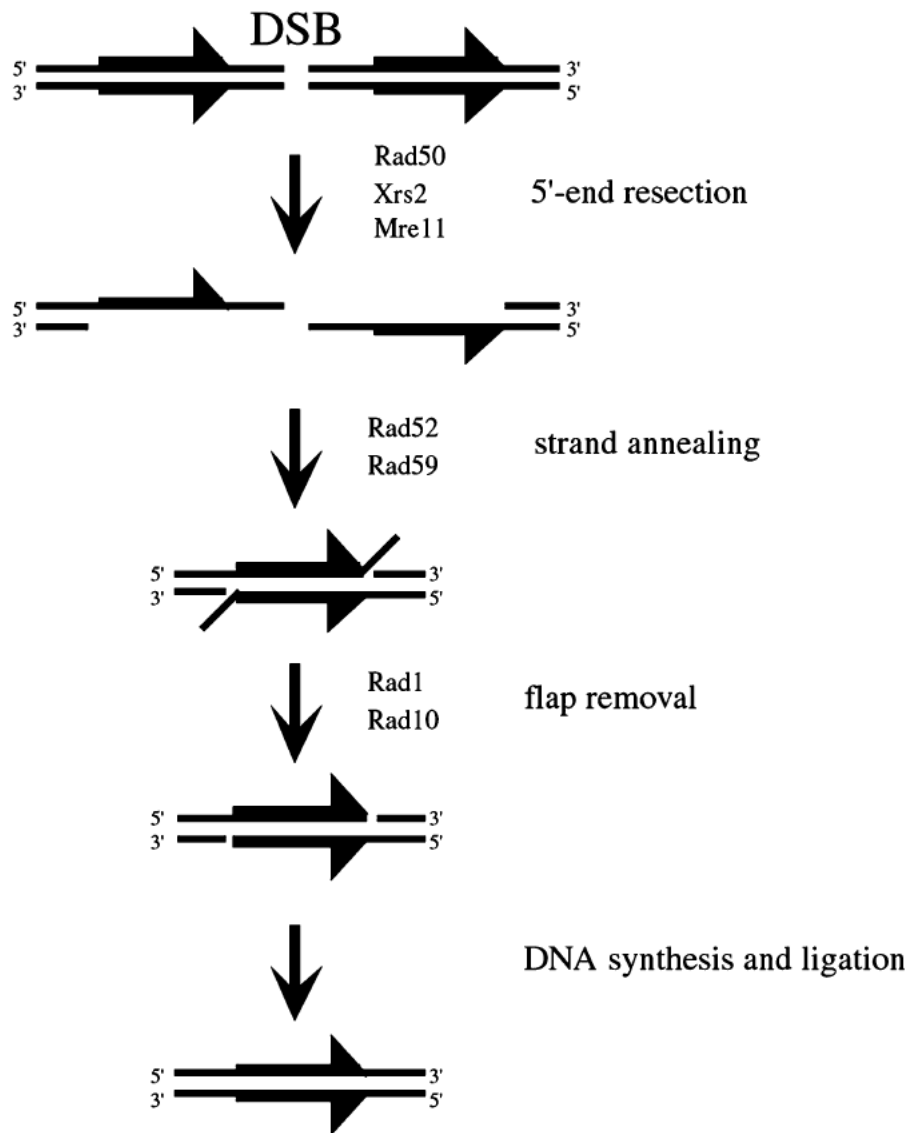 DSB
5' 3'
3' 5'
Rad50
Xrs2
Mre11
5'-end resection
5' 3'
3' 5'
Rad52
Rad59
strand annealing
5' 3'
3' 5'
Rad1
Rad10
flap removal
5' 3'
3' 5'
DNA synthesis and ligation
5' 3'
3' 5'